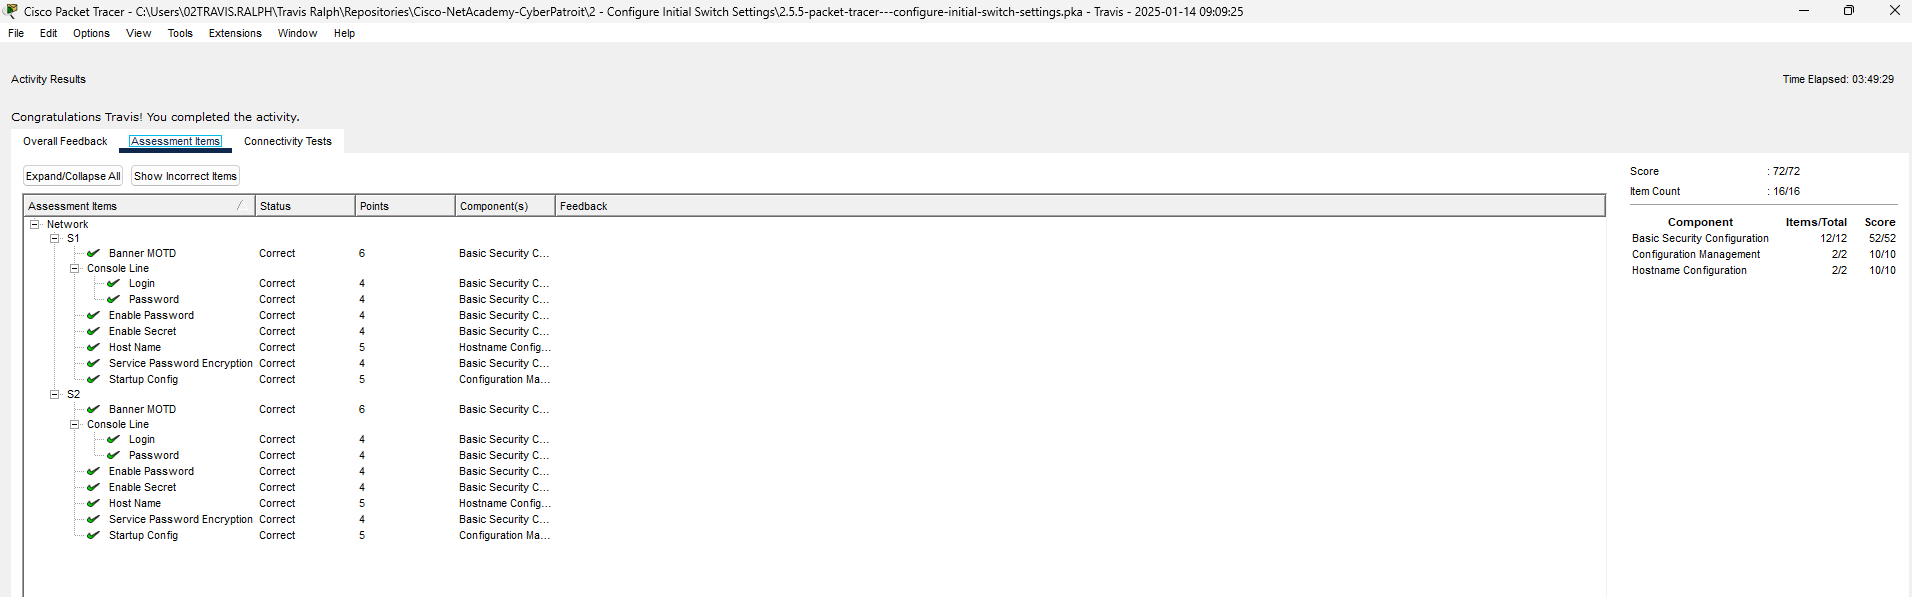 Cisco Packet Tracer - C:\Users\02TRAVIS.RALPH\Travis Ralph\Repositories\Cisco-NetAcademy-CyberPatroit\2 - Configure Initial Switch Settings\2.5.5-packet-tracer---configure-initial-switch-settings.pka - Travis - 2025-01-14 09:09:25
File Edit Options View Tools Extensions Window Help
Activity Results
Time Elapsed: 03:49:29
Congratulations Travis! You completed the activity.
Overall Feedback Assessment Items Connectivity Tests
Expand/Collapse All Show Incorrect Items
Assessment Items Status Points Component(s) Feedback
Network
S1
Banner MOTD Correct 6 Basic Security C...
Console Line
Login Correct 4 Basic Security C...
Password Correct 4 Basic Security C...
Enable Password Correct 4 Basic Security C...
Enable Secret Correct 4 Basic Security C...
Host Name Correct 5 Hostname Config...
Service Password Encryption Correct 4 Basic Security C...
Startup Config Correct 5 Configuration Ma...
S2
Banner MOTD Correct 6 Basic Security C...
Console Line
Login Correct 4 Basic Security C...
Password Correct 4 Basic Security C...
Enable Password Correct 4 Basic Security C...
Enable Secret Correct 4 Basic Security C...
Host Name Correct 5 Hostname Config...
Service Password Encryption Correct 4 Basic Security C...
Startup Config Correct 5 Configuration Ma...
Score : 72/72
Item Count : 16/16
Component Items/Total Score
Basic Security Configuration 12/12 52/52
Configuration Management 2/2 10/10
Hostname Configuration 2/2 10/10